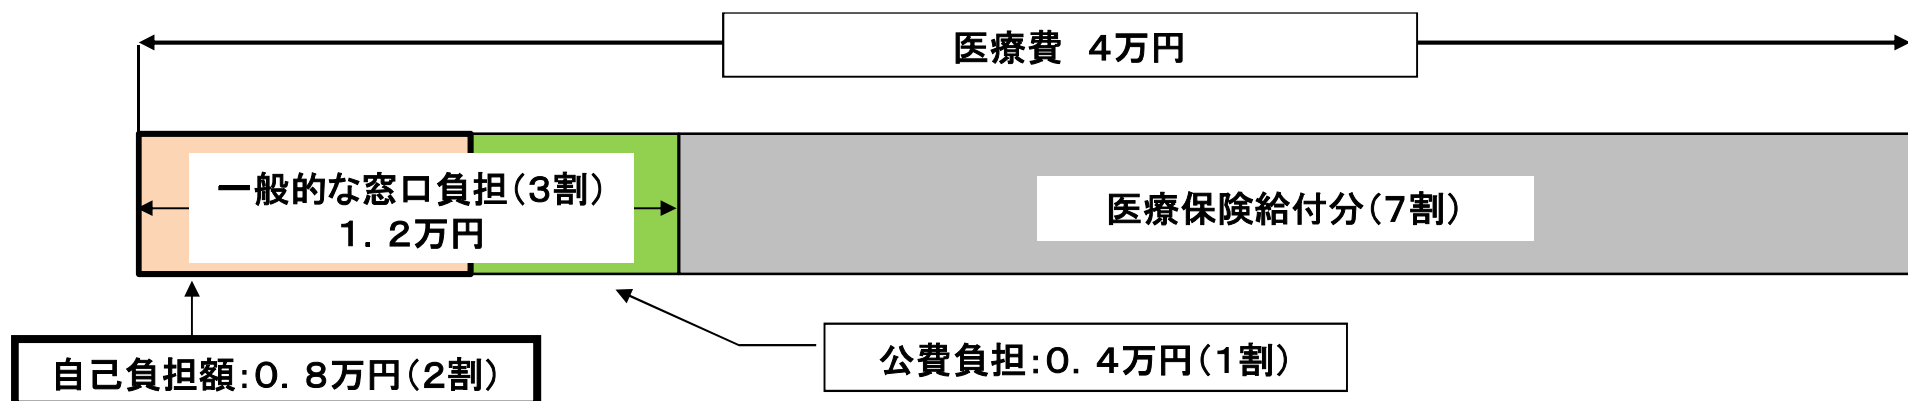 医療費　4万円
一般的な窓口負担（3割）
1．2万円
医療保険給付分（7割）
自己負担額：0．8万円（2割）
公費負担：0．4万円（1割）